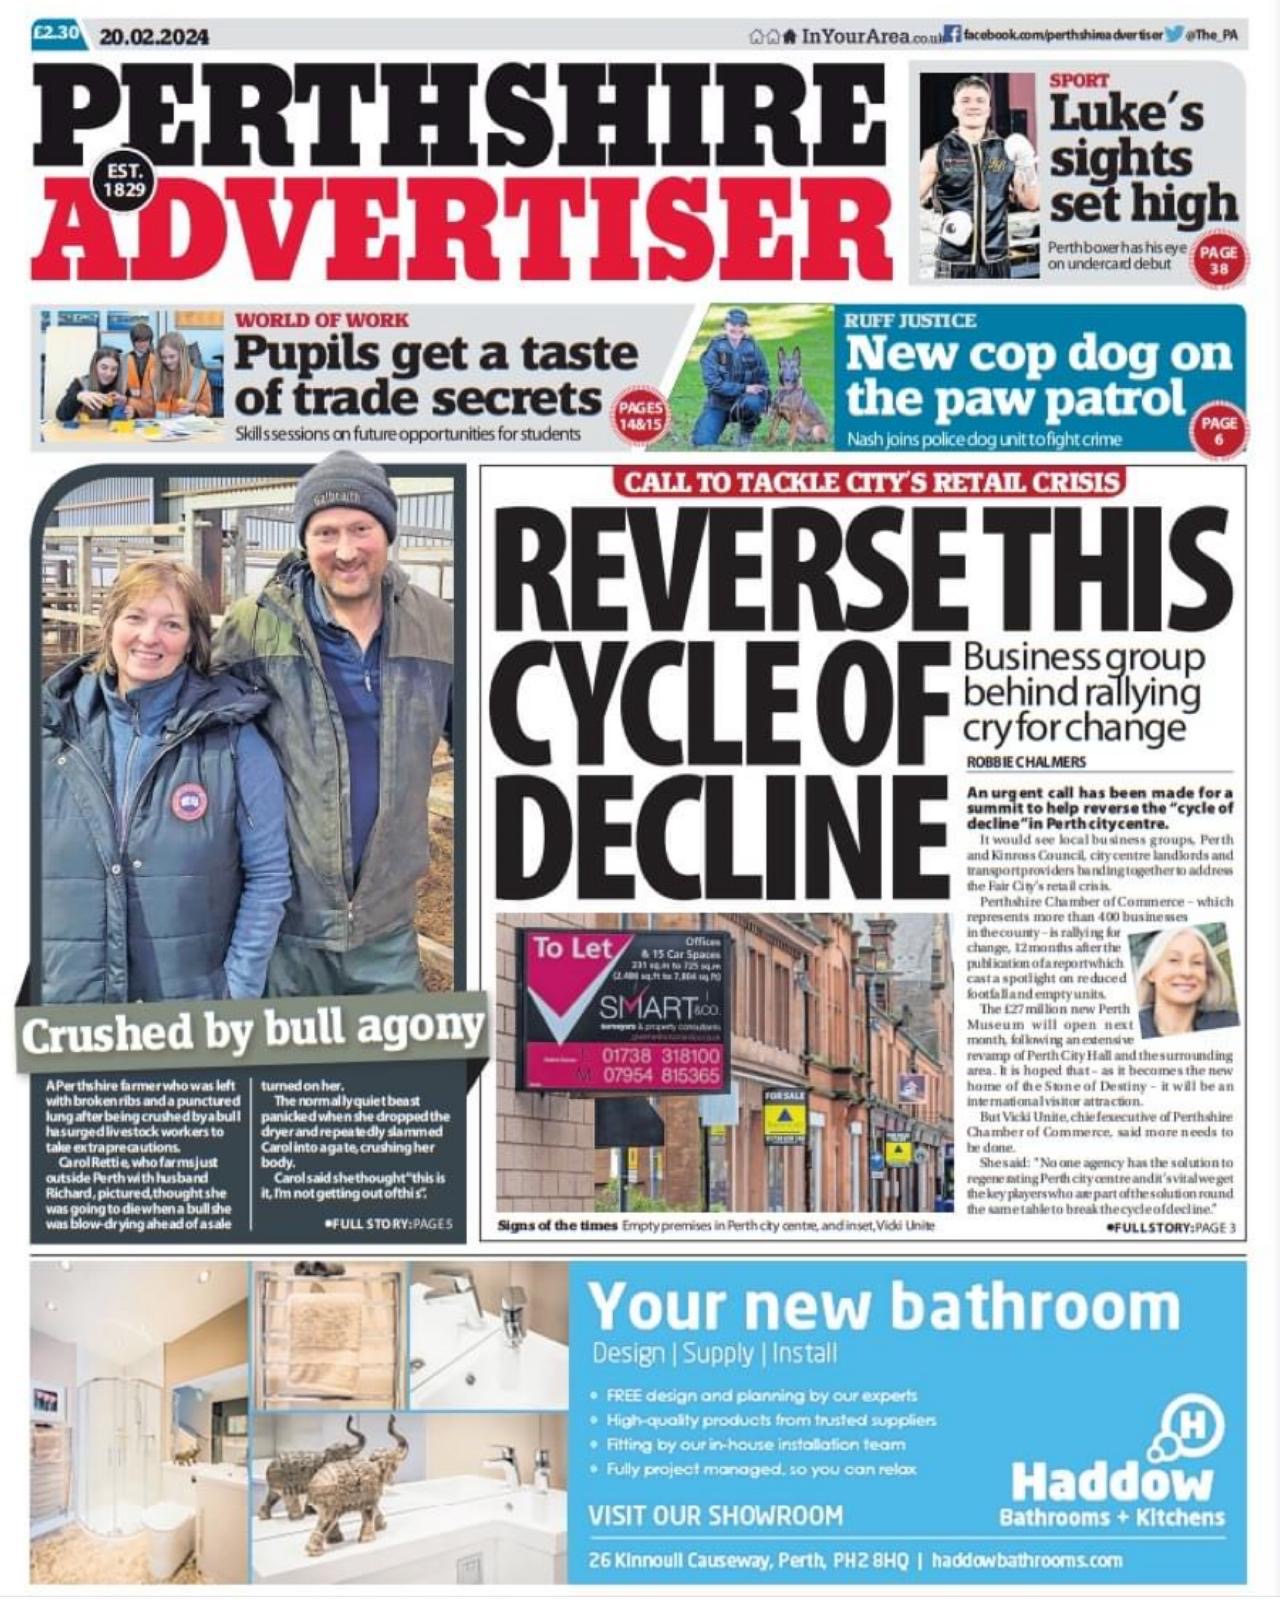 £2.30 20.02.2024
InYourArea.co.uk facebook.com/perthshireadvertiser @The_PA
PERTHSHIRE
ADVERTISER
EST.
1829
SPORT
Luke's
sights
set high
Perth boxer has his eye
on undercard debut
PAGE
38
WORLD OF WORK
Pupils get a taste
of trade secrets
Skills sessions on future opportunities for students
PAGES
14&15
RUFF JUSTICE
New cop dog on
the paw patrol
Nash joins police dog unit to fight crime
PAGE
6
Galbraith
Crushed by bull agony
A Perthshire farmer who was left
with broken ribs and a punctured
lung after being crushed by a bull
has urged livestock workers to
take extra precautions.
Carol Rettie, who farms just
outside Perth with husband
Richard, pictured, thought she
was going to die when a bull she
was blow-drying ahead of a sale
turned on her.
The normally quiet beast
panicked when she dropped the
dryer and repeatedly slammed
Carol into a gate, crushing her
body.
Carol said she thought "this is
it, I'm not getting out of this".
●FULL STORY: PAGE 5
CALL TO TACKLE CITY'S RETAIL CRISIS
REVERSE THIS
CYCLE OF
DECLINE
Business group
behind rallying
cry for change
ROBBIE CHALMERS
An urgent call has been made for a
summit to help reverse the "cycle of
decline" in Perth city centre.
It would see local business groups, Perth
and Kinross Council, city centre landlords and
transport providers banding together to address
the Fair City's retail crisis.
Perthshire Chamber of Commerce – which
represents more than 400 businesses
in the county – is rallying for
change, 12 months after the
publication of a report which
cast a spotlight on reduced
footfall and empty units.
The £27 million new Perth
Museum will open next
month, following an extensive
revamp of Perth City Hall and the surrounding
area. It is hoped that – as it becomes the new
home of the Stone of Destiny – it will be an
international visitor attraction.
But Vicki Unite, chief executive of Perthshire
Chamber of Commerce, said more needs to
be done.
She said: "No one agency has the solution to
regenerating Perth city centre and it's vital we get
the key players who are part of the solution round
the same table to break the cycle of decline."
●FULL STORY: PAGE 3
To Let
Offices
& 15 Car Spaces
231 sq.m to 725 sq.m
(2,486 sq.ft to 7,804 sq.ft)
SMART&CO.
surveyors & property consultants
01738 318100
M 07954 815365
FOR SALE
Signs of the times Empty premises in Perth city centre, and inset, Vicki Unite
Your new bathroom
Design | Supply | Install
• FREE design and planning by our experts
• High-quality products from trusted suppliers
• Fitting by our in-house installation team
• Fully project managed, so you can relax
VISIT OUR SHOWROOM
26 Kinnoull Causeway, Perth, PH2 8HQ | haddowbathrooms.com
H
Haddow
Bathrooms + Kitchens